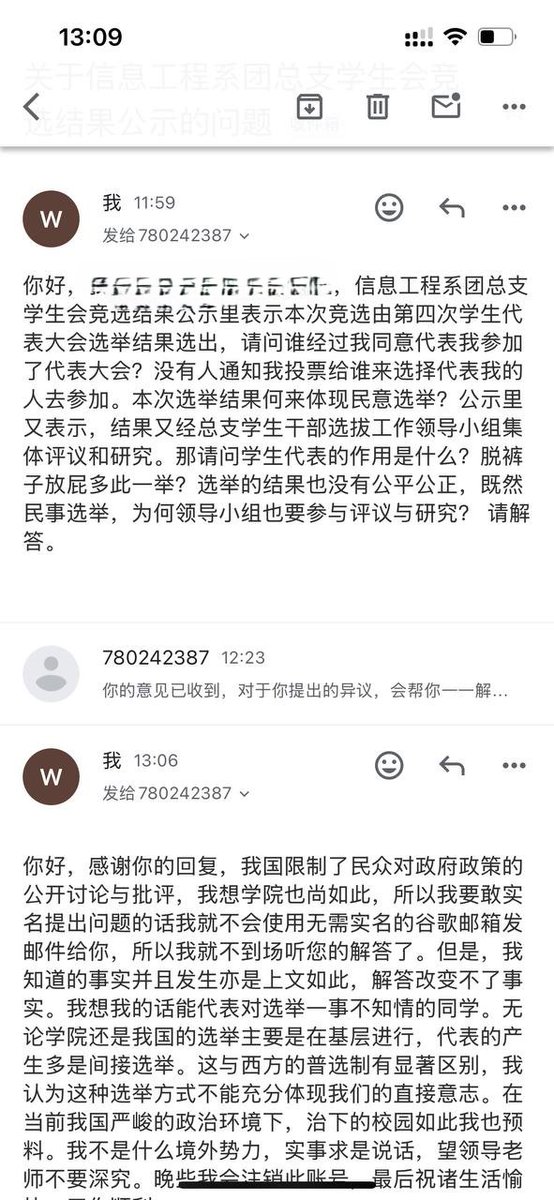 13:09
关于信息工程系团总支学生会竞
选结果公示的问题
我 11:59
发给780242387
W
你好，
，信息工程系团总支
学生会竞选结果公示里表示本次竞选由第四次学生代
表大会选举结果选出，请问谁经过我同意代表我参加
了代表大会？没有人通知我投票给谁来选择代表我的
人去参加。本次选举结果何来体现民意选举？公示里
又表示，结果又经总支学生干部选拔工作领导小组集
体评议和研究。那请问学生代表的作用是什么？脱裤
子放屁多此一举？选举的结果也没有公平公正，既然
民事选举，为何领导小组也要参与评议与研究？ 请解
答。
780242387 12:23
你的意见已收到，对于你提出的异议，会帮你一一解...
我 13:06
发给780242387
W
你好，感谢你的回复，我国限制了民众对政府政策的
公开讨论与批评，我想学院也尚如此，所以我要敢实
名提出问题的话我就不会使用无需实名的谷歌邮箱发
邮件给你，所以我就不到场听您的解答了。但是，我
知道的事实并且发生亦是上文如此，解答改变不了事
实。我想我的话能代表对选举一事不知情的同学。无
论学院还是我国的选举主要是在基层进行，代表的产
生多是间接选举。这与西方的普选制有显著区别，我
认为这种选举方式不能充分体现我们的直接意志。在
当前我国严峻的政治环境下，治下的校园如此我也预
料。我不是什么境外势力，实事求是说话，望领导老
师不要深究。晚些我会注销此账号，最后祝诸生活愉